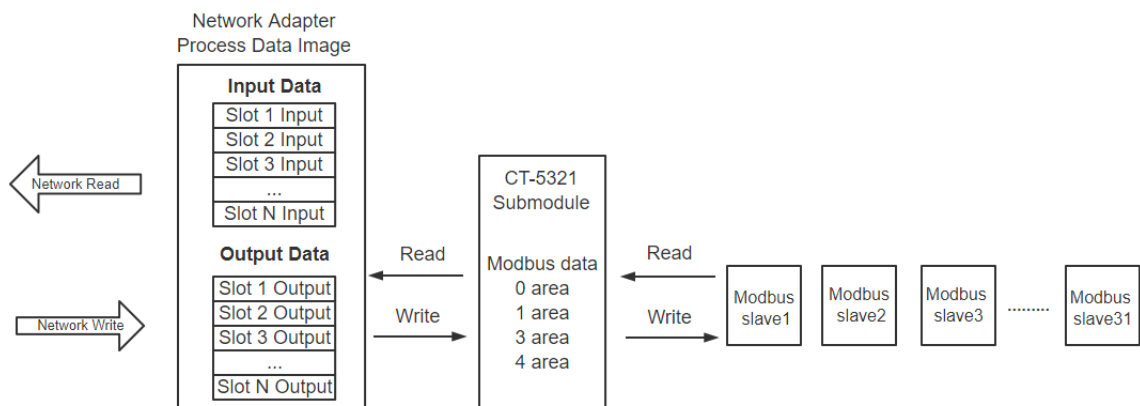 Network Adapter
Process Data Image
Input Data
Slot 1 Input
Slot 2 Input
Slot 3 Input
...
Slot N Input
Output Data
Slot 1 Output
Slot 2 Output
Slot 3 Output
...
Slot N Output
Network Read
Network Write
Read
Write
CT-5321
Submodule
Modbus data
0 area
1 area
3 area
4 area
Read
Write
Modbus
slave1
Modbus
slave2
Modbus
slave3
.........
Modbus
slave31